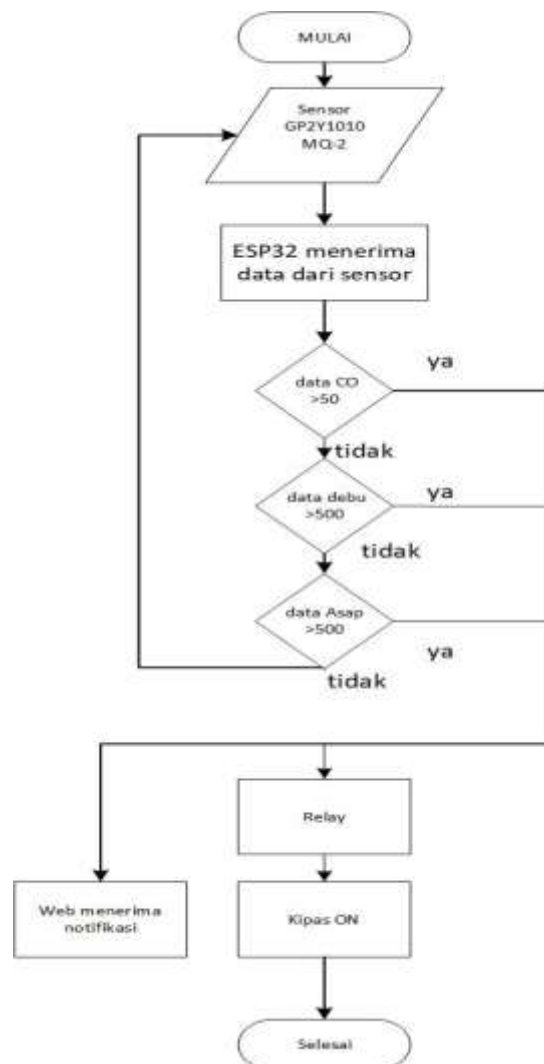 MULAI
Sensor
GP2Y1010
MQ-2
ESP32 menerima
data dari sensor
data CO
>50
ya
tidak
data debu
>500
ya
tidak
data Asap
>500
ya
tidak
Relay
Web menerima
notifikasi
Kipas ON
Selesai